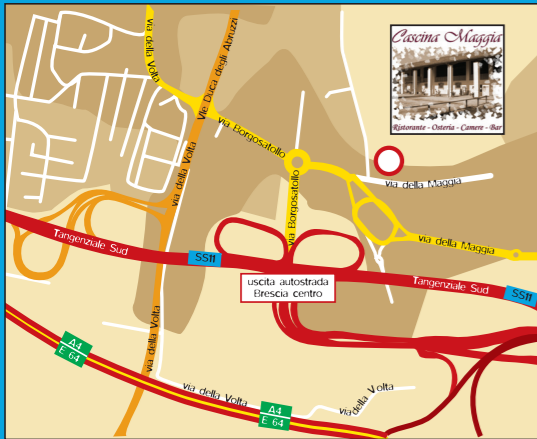 Cascina Maggia
Ristorante - Osteria - Camere - Bar
via della Volta
Vle Duca degli Abruzzi
via Borgosatollo
via della Volta
via Borgosatollo
via della Maggia
via della Maggia
Tangenziale Sud
SS11
uscita autostrada
Brescia centro
Tangenziale Sud
SS11
via della Volta
A4
E 64
via della Volta
A4
E 64
via della Volta